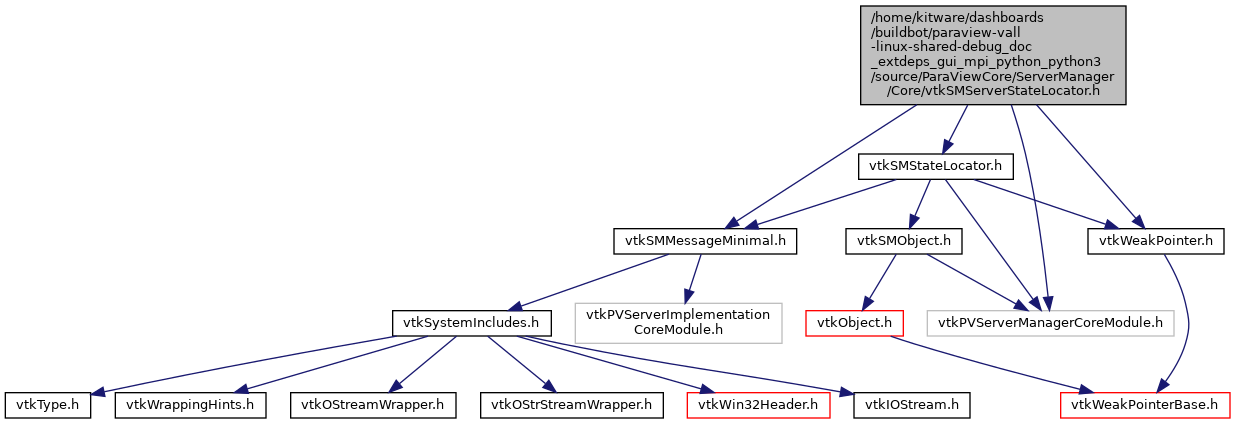 /home/kitware/dashboards
/buildbot/paraview-vall
-linux-shared-debug_doc
_extdeps_gui_mpi_python_python3
/source/ParaViewCore/ServerManager
/Core/vtkSMServerStateLocator.h
vtkSMStateLocator.h
vtkSMMessageMinimal.h
vtkSMObject.h
vtkWeakPointer.h
vtkSystemIncludes.h
vtkPVServerImplementation
CoreModule.h
vtkObject.h
vtkPVServerManagerCoreModule.h
vtkType.h
vtkWrappingHints.h
vtkOStreamWrapper.h
vtkOStrStreamWrapper.h
vtkWin32Header.h
vtkIOStream.h
vtkWeakPointerBase.h